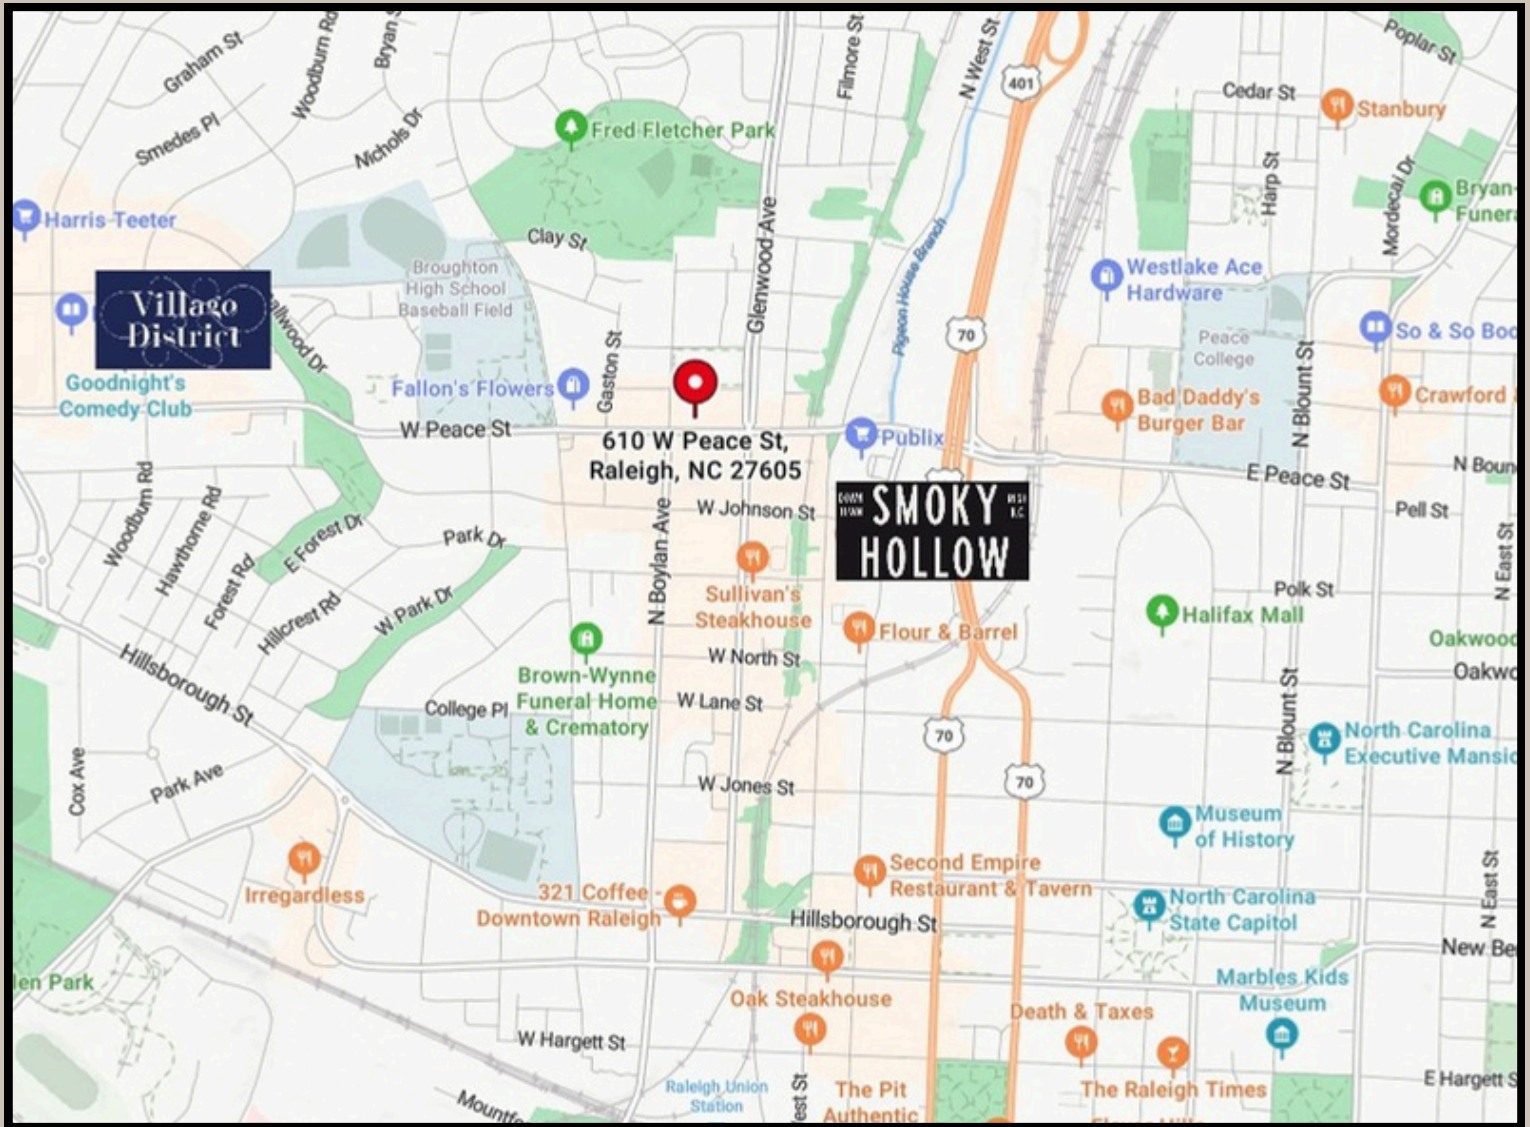 Graham St
Woodburn Rd
Bryan S
Filmore St
N West St
401
Poplar St
Cedar St
Stanbury
Smedes Pl
Nichols Dr
Fred Fletcher Park
Harp St
Mordecai Dr
Bryan-
Funera
Harris Teeter
Clay St
Glenwood Ave
Pigeon House Branch
Broughton
High School
Baseball Field
Westlake Ace
Hardware
Village
District
allwood Dr
70
Peace
College
So & So Boo
Goodnight's
Comedy Club
Fallon's Flowers
Gaston St
Bad Daddy's
Burger Bar
N Blount St
Crawford
W Peace St
610 W Peace St,
Raleigh, NC 27605
Publix
E Peace St
N Boun
Woodburn Rd
Hawthorne Rd
Forest Rd
E Forest Dr
Park Dr
N Boylan Ave
W Johnson St
SMOKY
HOLLOW
Pell St
N East St
Hillcrest Rd
W Park Dr
Sullivan's
Steakhouse
Flour & Barrel
Polk St
Halifax Mall
Oakwood
Oakwo
Hillsborough St
Brown-Wynne
Funeral Home
& Crematory
W North St
W Lane St
College Pl
70
70
N Blount St
North Carolina
Executive Mansio
Cox Ave
Park Ave
W Jones St
Museum
of History
Irregardless
321 Coffee -
Downtown Raleigh
Second Empire
Restaurant & Tavern
North Carolina
State Capitol
N East St
Hillsborough St
New Be
len Park
Oak Steakhouse
Marbles Kids
Museum
Death & Taxes
W Hargett St
Raleigh Union
Station
est St
The Pit
Authentic
The Raleigh Times
E Hargett S
Mountfo